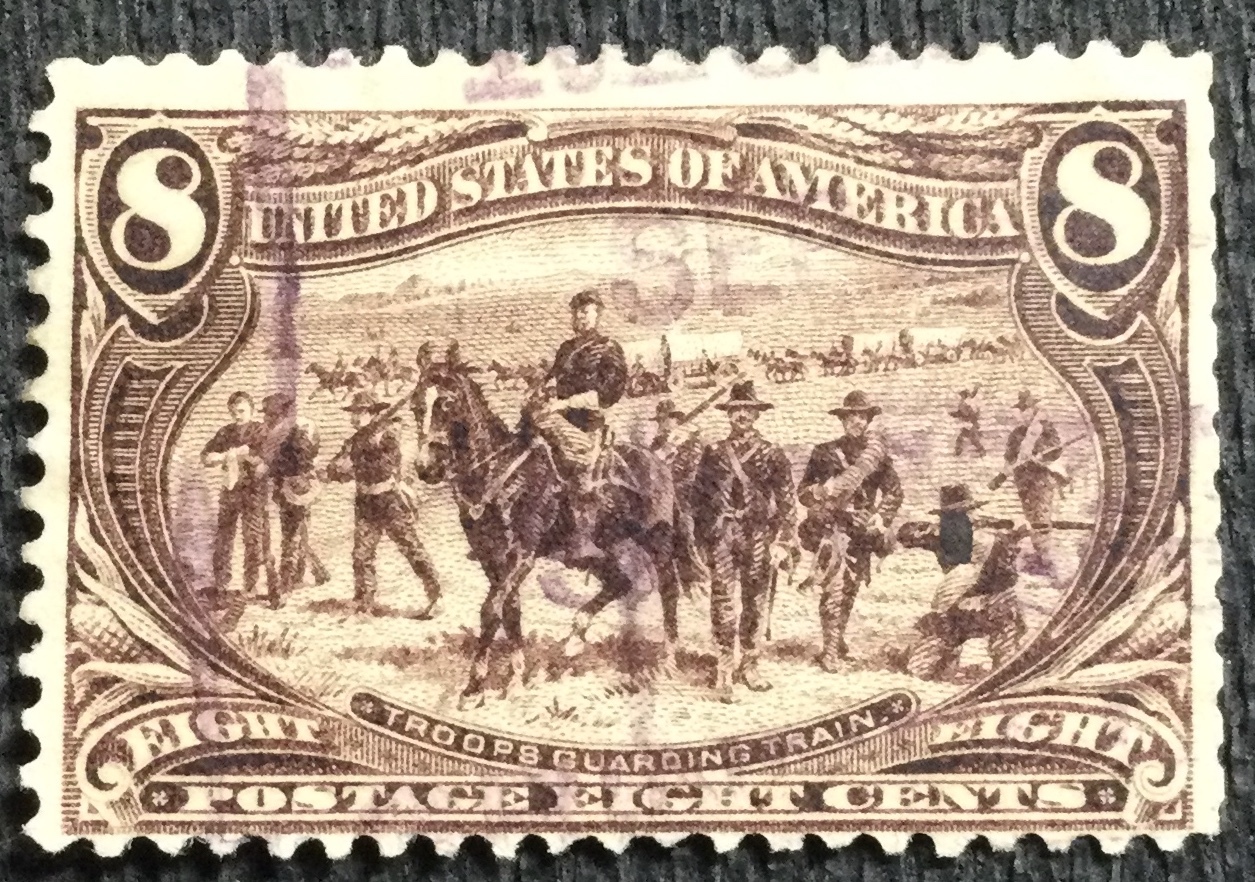 8 8
UNITED STATES OF AMERICA
TROOPS GUARDING TRAIN.
EIGHT EIGHT
POSTAGE EIGHT CENTS